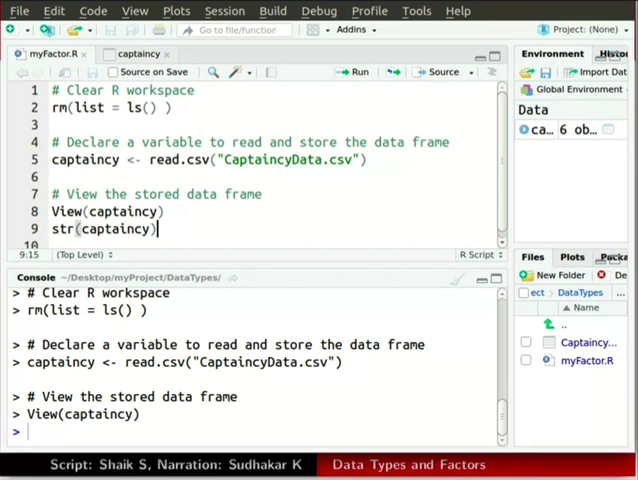 File Edit Code View Plots Session Build Debug Profile Tools Help
Go to file/function Addins Project: (None)
myFactor.R captaincy
Source on Save Run Source
1 # Clear R workspace
2 rm(list = ls() )
3
4 # Declare a variable to read and store the data frame
5 captaincy <- read.csv("CaptaincyData.csv")
6
7 # View the stored data frame
8 View(captaincy)
9 str(captaincy)
10
9:15 (Top Level) R Script
Console ~/Desktop/myProject/DataTypes/
> # Clear R workspace
> rm(list = ls() )
>
> # Declare a variable to read and store the data frame
> captaincy <- read.csv("CaptaincyData.csv")
>
> # View the stored data frame
> View(captaincy)
>
Environment Histor
Import Dat
Global Environment
Data
ca... 6 ob...
Files Plots Packa
New Folder De
ect DataTypes ...
Name
..
Captaincy...
myFactor.R
Script: Shaik S, Narration: Sudhakar K Data Types and Factors